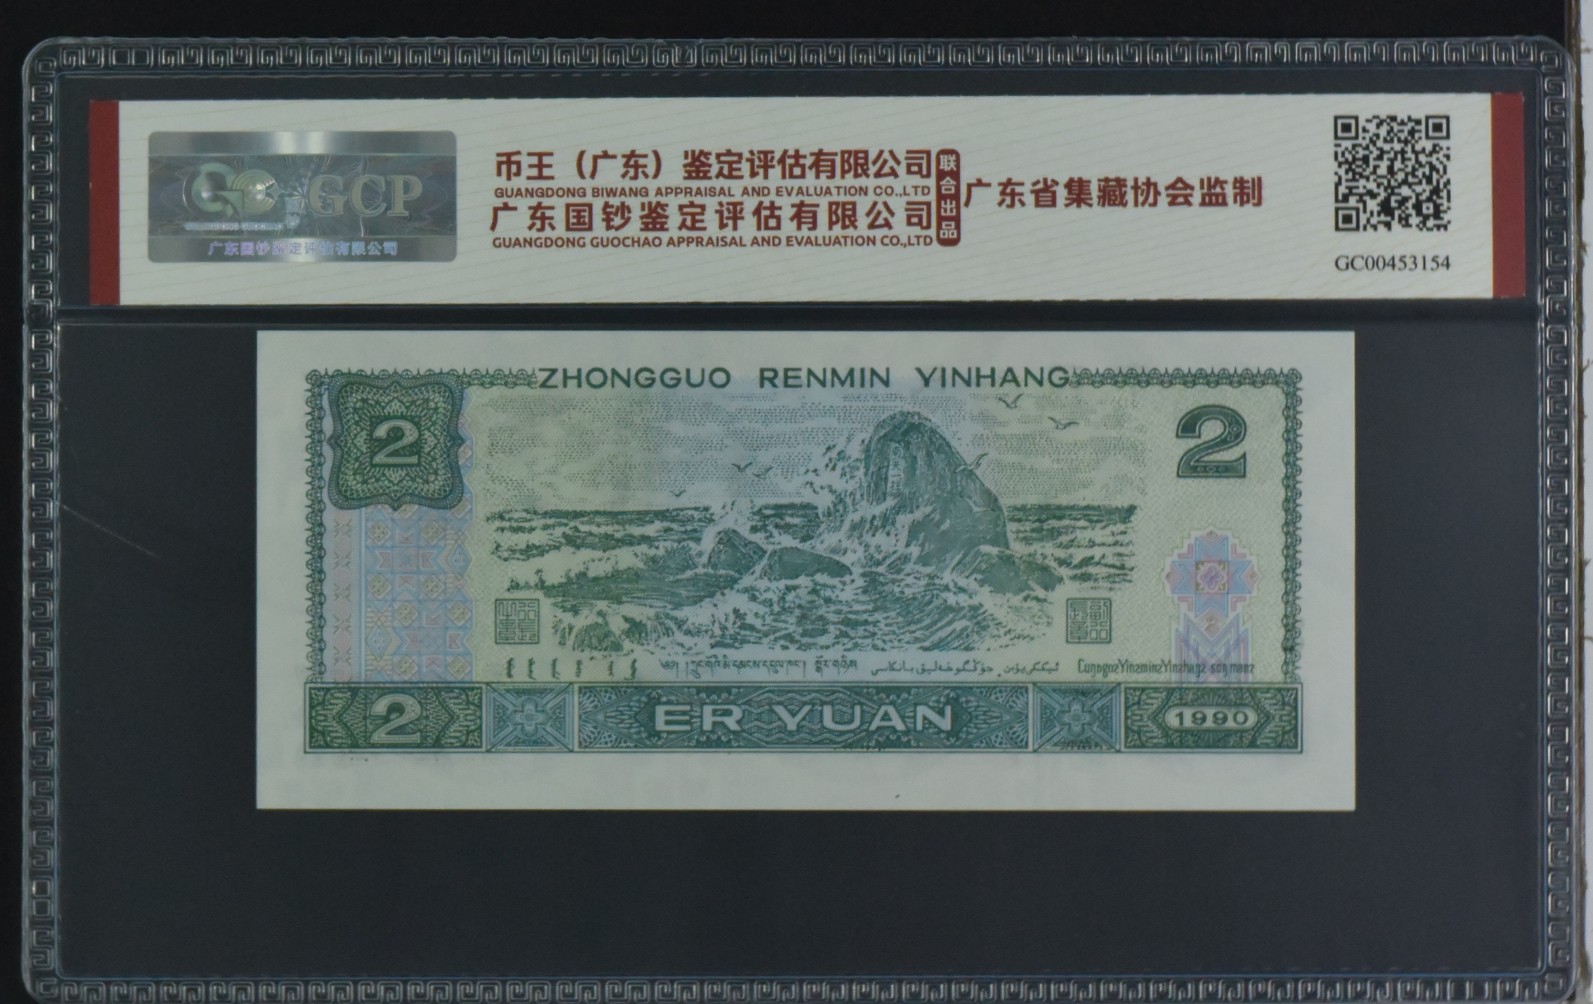 GCP
广东国钞鉴定评估有限公司
币王（广东）鉴定评估有限公司
GUANGDONG BIWANG APPRAISAL AND EVALUATION CO.,LTD
广东国钞鉴定评估有限公司
GUANGDONG GUOCHAO APPRAISAL AND EVALUATION CO.,LTD
联合出品
广东省集藏协会监制
GC00453154
ZHONGGUO RENMIN YINHANG
2
2
2 ER YUAN 1990